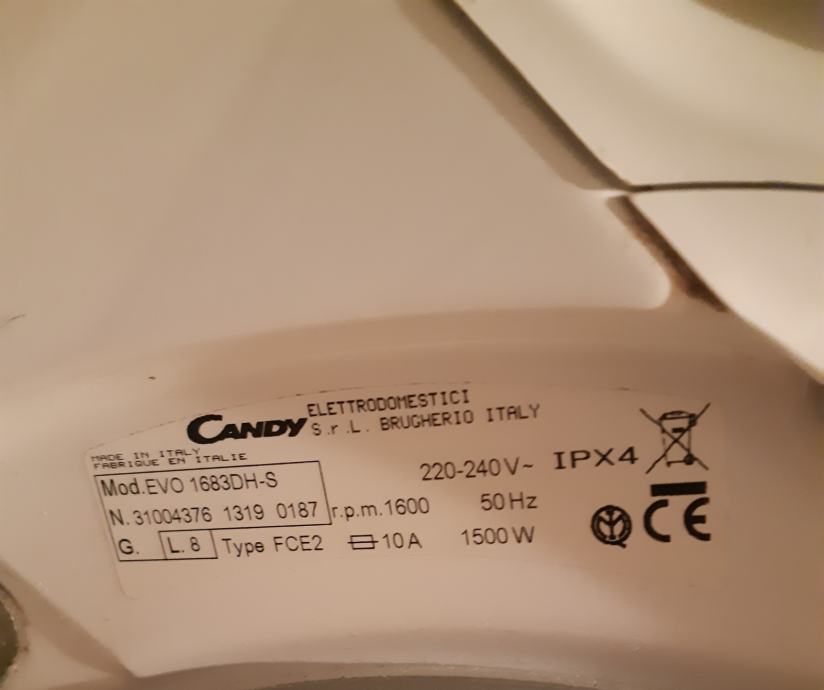 CANDY ELETTRODOMESTICI
S.r.L. BRUGHERIO ITALY
MADE IN ITALY
FABRIQUE EN ITALIE
Mod.EVO 1683DH-S
220-240V~ IPX4
N. 31004376 1319 0187 r.p.m.1600 50Hz
G. L. 8 Type FCE2 10A 1500W
CE